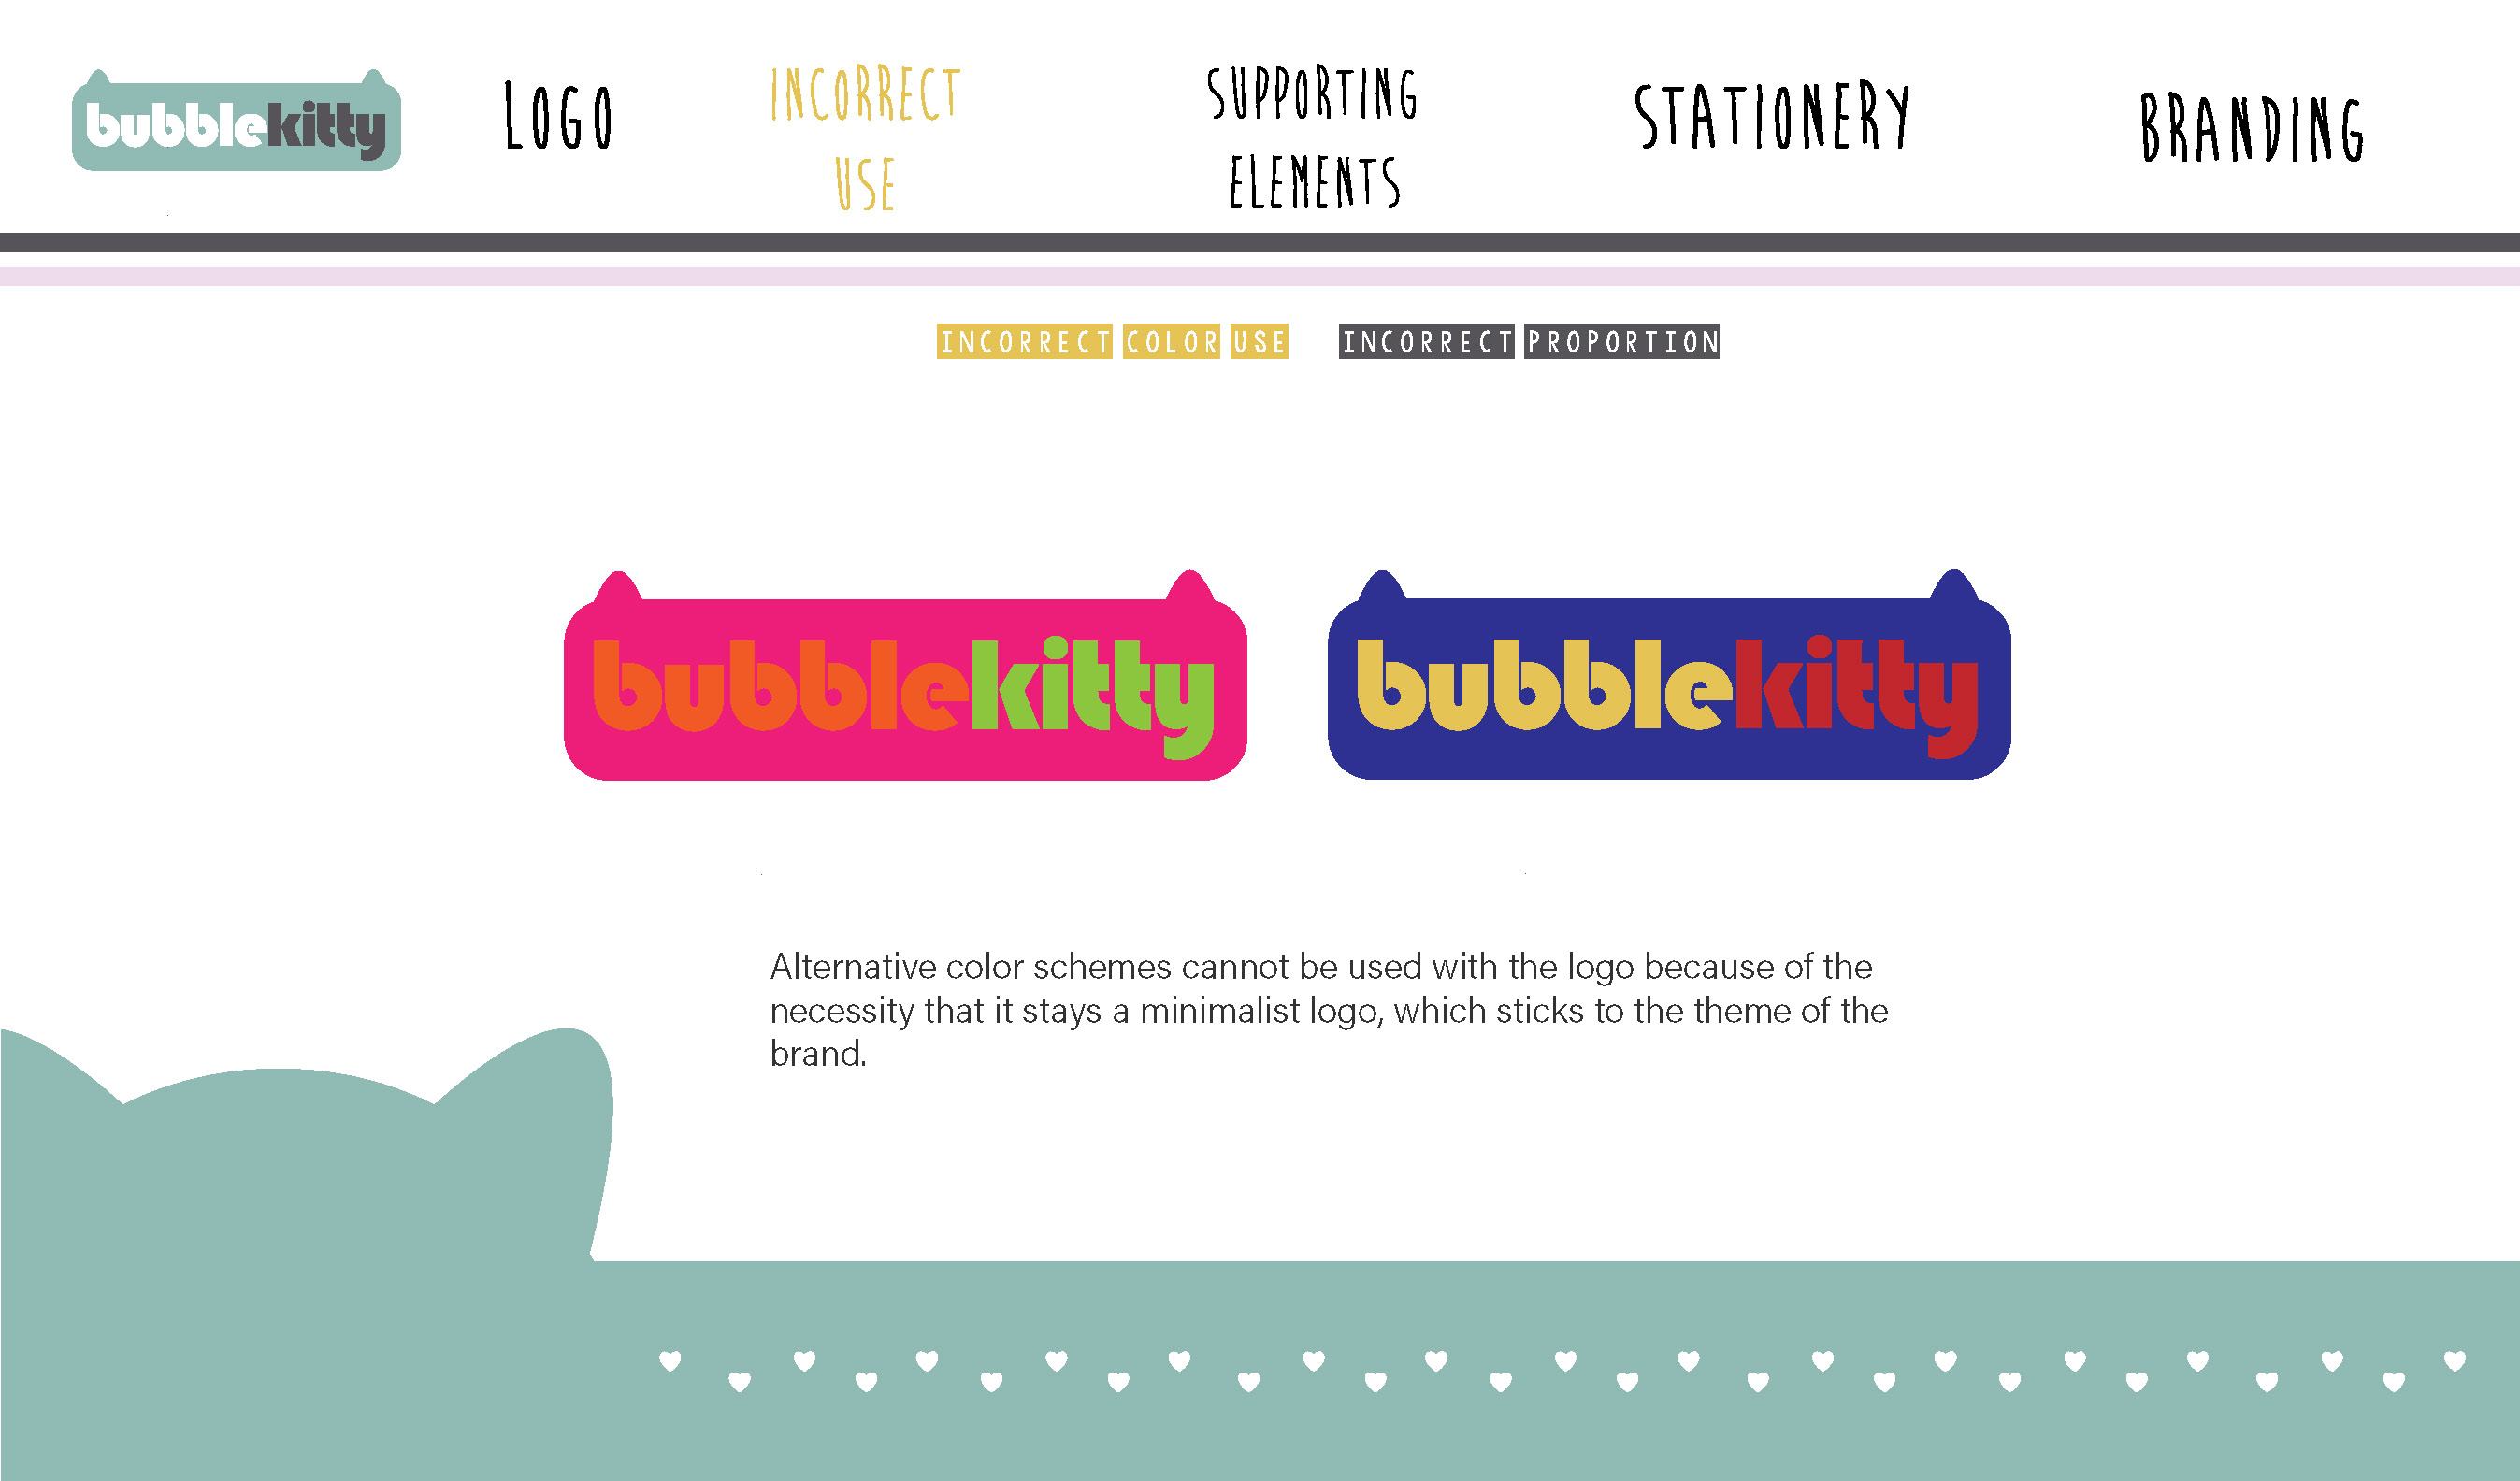 bubblekitty
LOGO
INCORRECT
USE
SUPPORTING
ELEMENTS
STATIONERY
BRANDING
INCORRECT COLOR USE
INCORRECT PROPORTION
bubblekitty
bubblekitty
Alternative color schemes cannot be used with the logo because of the
necessity that it stays a minimalist logo, which sticks to the theme of the
brand.